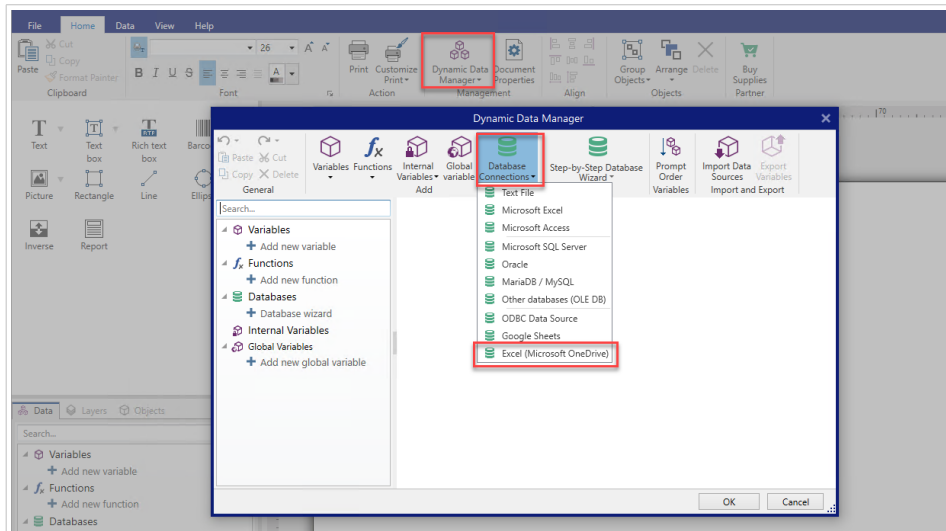 File Home Data View Help
Cut
Copy
Paste Format Painter
Clipboard
26 A A
B I U S A
Font
Print Customize Print
Action
Dynamic Data Manager Document Properties
Management
Align
Group Objects Arrange Delete
Objects
Buy Supplies
Partner
Text Text box Rich text box Barco
RTF
Picture Rectangle Line Ellips
Inverse Report
Data Layers Objects
Search...
Variables
Add new variable
Functions
Add new function
Databases
70
Dynamic Data Manager
Paste Cut
Copy Delete
General
Variables Functions Internal Variables Global variable Database Connections Step-by-Step Database Wizard Prompt Order Import Data Sources Export Variables
Add Variables Import and Export
Search...
Variables
Add new variable
Functions
Add new function
Databases
Database wizard
Internal Variables
Global Variables
Add new global variable
Text File
Microsoft Excel
Microsoft Access
Microsoft SQL Server
Oracle
MariaDB / MySQL
Other databases (OLE DB)
ODBC Data Source
Google Sheets
Excel (Microsoft OneDrive)
OK Cancel